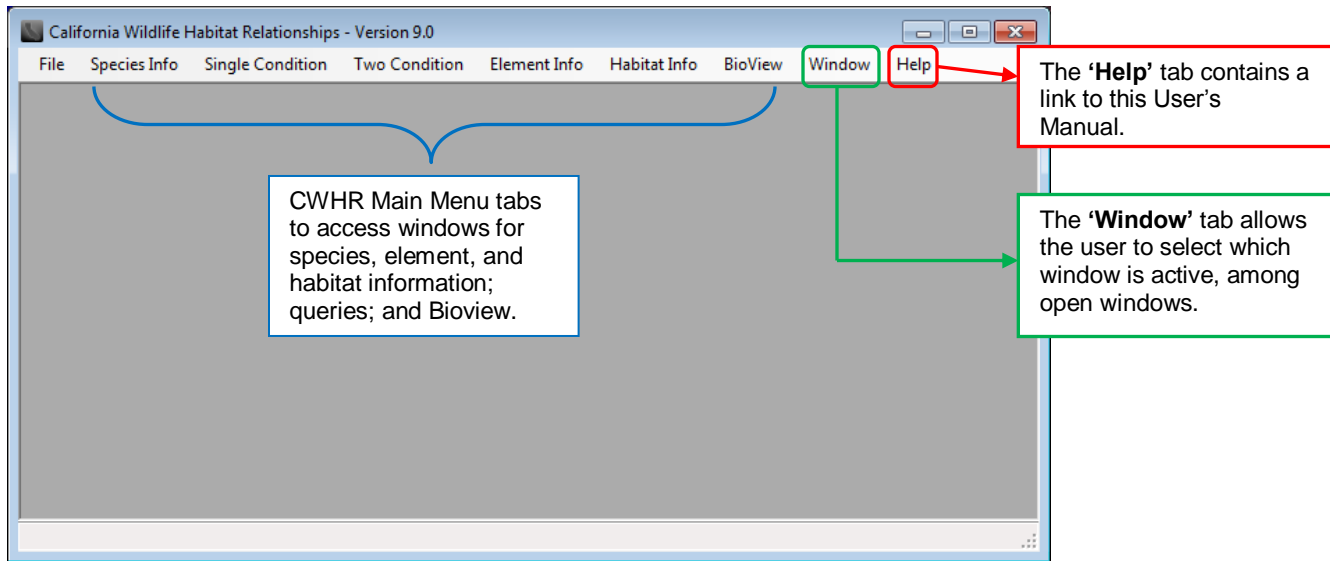 California Wildlife Habitat Relationships - Version 9.0
File Species Info Single Condition Two Condition Element Info Habitat Info BioView Window Help
The ‘Help’ tab contains a
link to this User’s
Manual.
CWHR Main Menu tabs
to access windows for
species, element, and
habitat information;
queries; and Bioview.
The ‘Window’ tab allows
the user to select which
window is active, among
open windows.